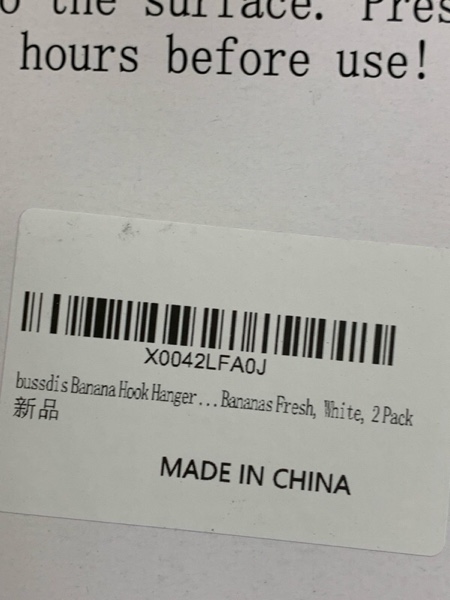 to the surface. Pres
hours before use!
X0042LFA0J
bussdis Banana Hook Hanger...Bananas Fresh, White, 2 Pack
新品
MADE IN CHINA